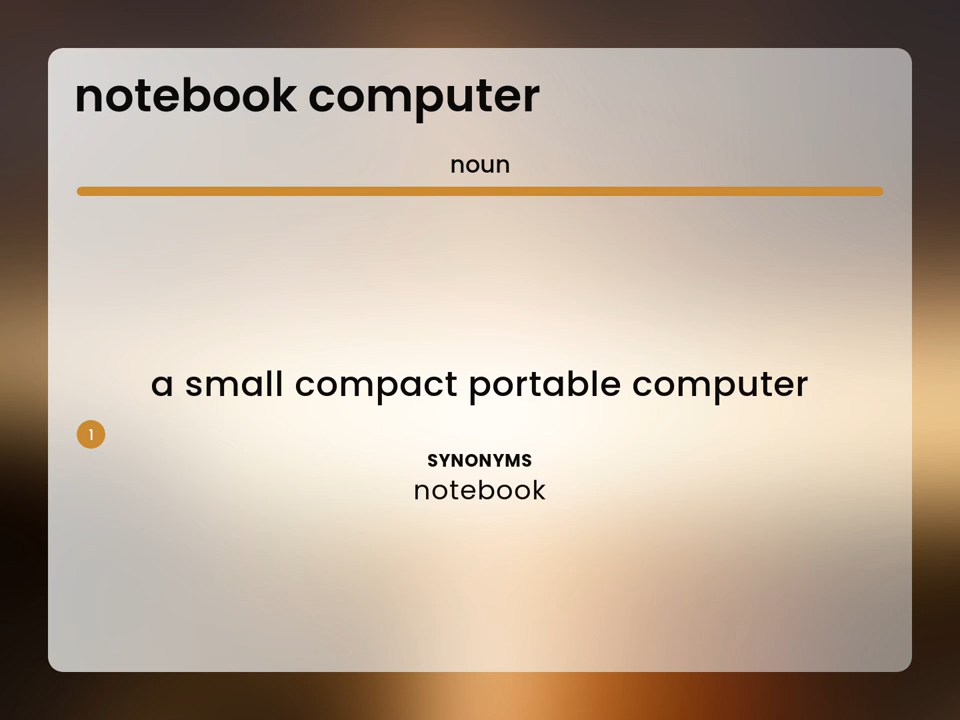 notebook computer
noun
a small compact portable computer
1
SYNONYMS
notebook